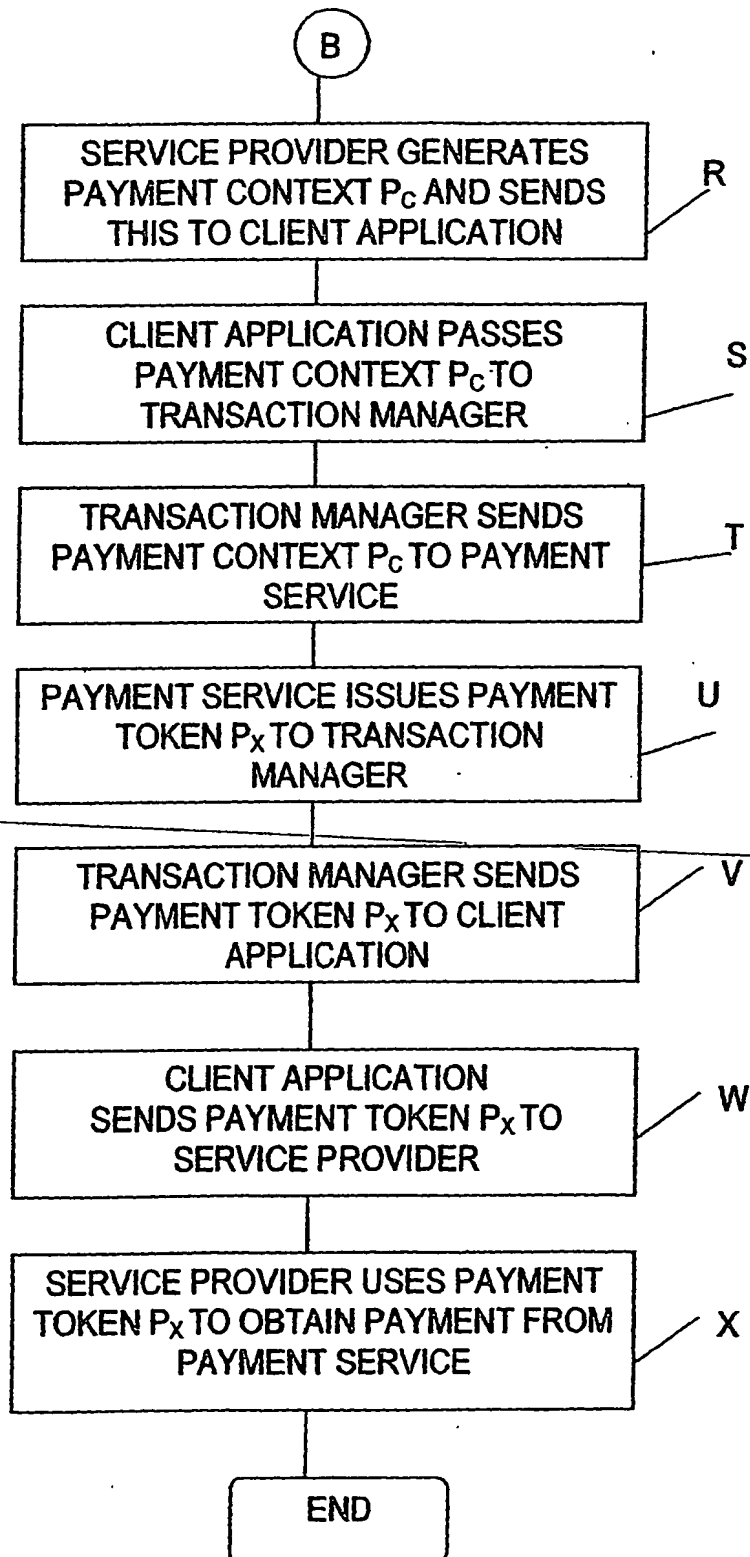 B
SERVICE PROVIDER GENERATES
PAYMENT CONTEXT PC AND SENDS
THIS TO CLIENT APPLICATION
R
CLIENT APPLICATION PASSES
PAYMENT CONTEXT PC TO
TRANSACTION MANAGER
S
TRANSACTION MANAGER SENDS
PAYMENT CONTEXT PC TO PAYMENT
SERVICE
T
PAYMENT SERVICE ISSUES PAYMENT
TOKEN PX TO TRANSACTION
MANAGER
U
TRANSACTION MANAGER SENDS
PAYMENT TOKEN PX TO CLIENT
APPLICATION
V
CLIENT APPLICATION
SENDS PAYMENT TOKEN PX TO
SERVICE PROVIDER
W
SERVICE PROVIDER USES PAYMENT
TOKEN PX TO OBTAIN PAYMENT FROM
PAYMENT SERVICE
X
END